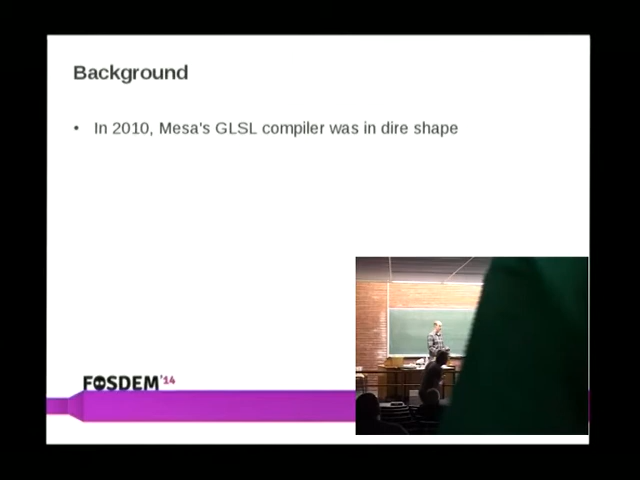 Background
• In 2010, Mesa's GLSL compiler was in dire shape
FOSDEM'14